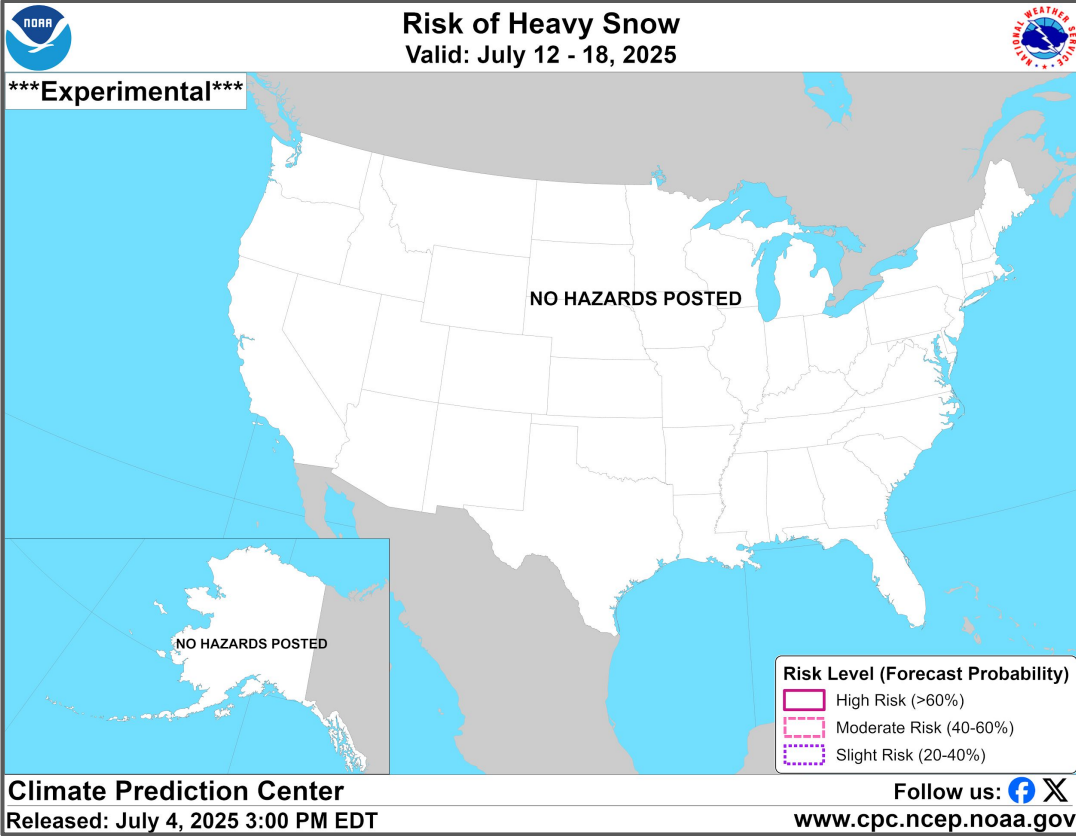 NOAA
Risk of Heavy Snow
Valid: July 12 - 18, 2025
NATIONAL WEATHER SERVICE
***Experimental***
NO HAZARDS POSTED
NO HAZARDS POSTED
Risk Level (Forecast Probability)
High Risk (>60%)
Moderate Risk (40-60%)
Slight Risk (20-40%)
Climate Prediction Center
Follow us:
Released: July 4, 2025 3:00 PM EDT
www.cpc.ncep.noaa.gov